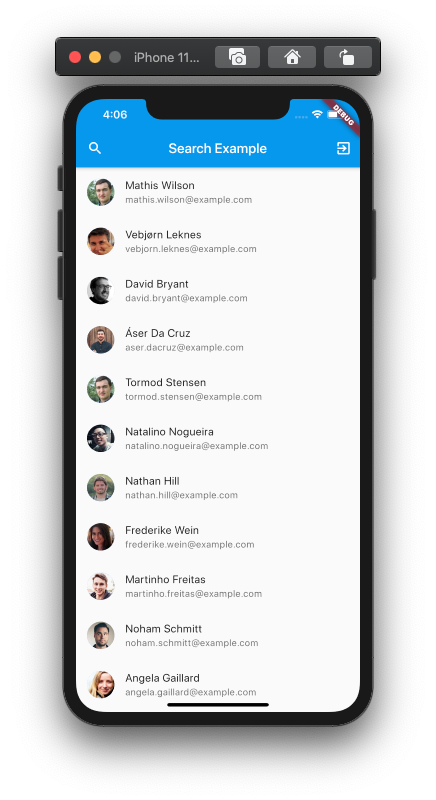 iPhone 11...
4:06
DEBUG
Search Example
Mathis Wilson
mathis.wilson@example.com
Vebjørn Leknes
vebjorn.leknes@example.com
David Bryant
david.bryant@example.com
Áser Da Cruz
aser.dacruz@example.com
Tormod Stensen
tormod.stensen@example.com
Natalino Nogueira
natalino.nogueira@example.com
Nathan Hill
nathan.hill@example.com
Frederike Wein
frederike.wein@example.com
Martinho Freitas
martinho.freitas@example.com
Noham Schmitt
noham.schmitt@example.com
Angela Gaillard
angela.gaillard@example.com